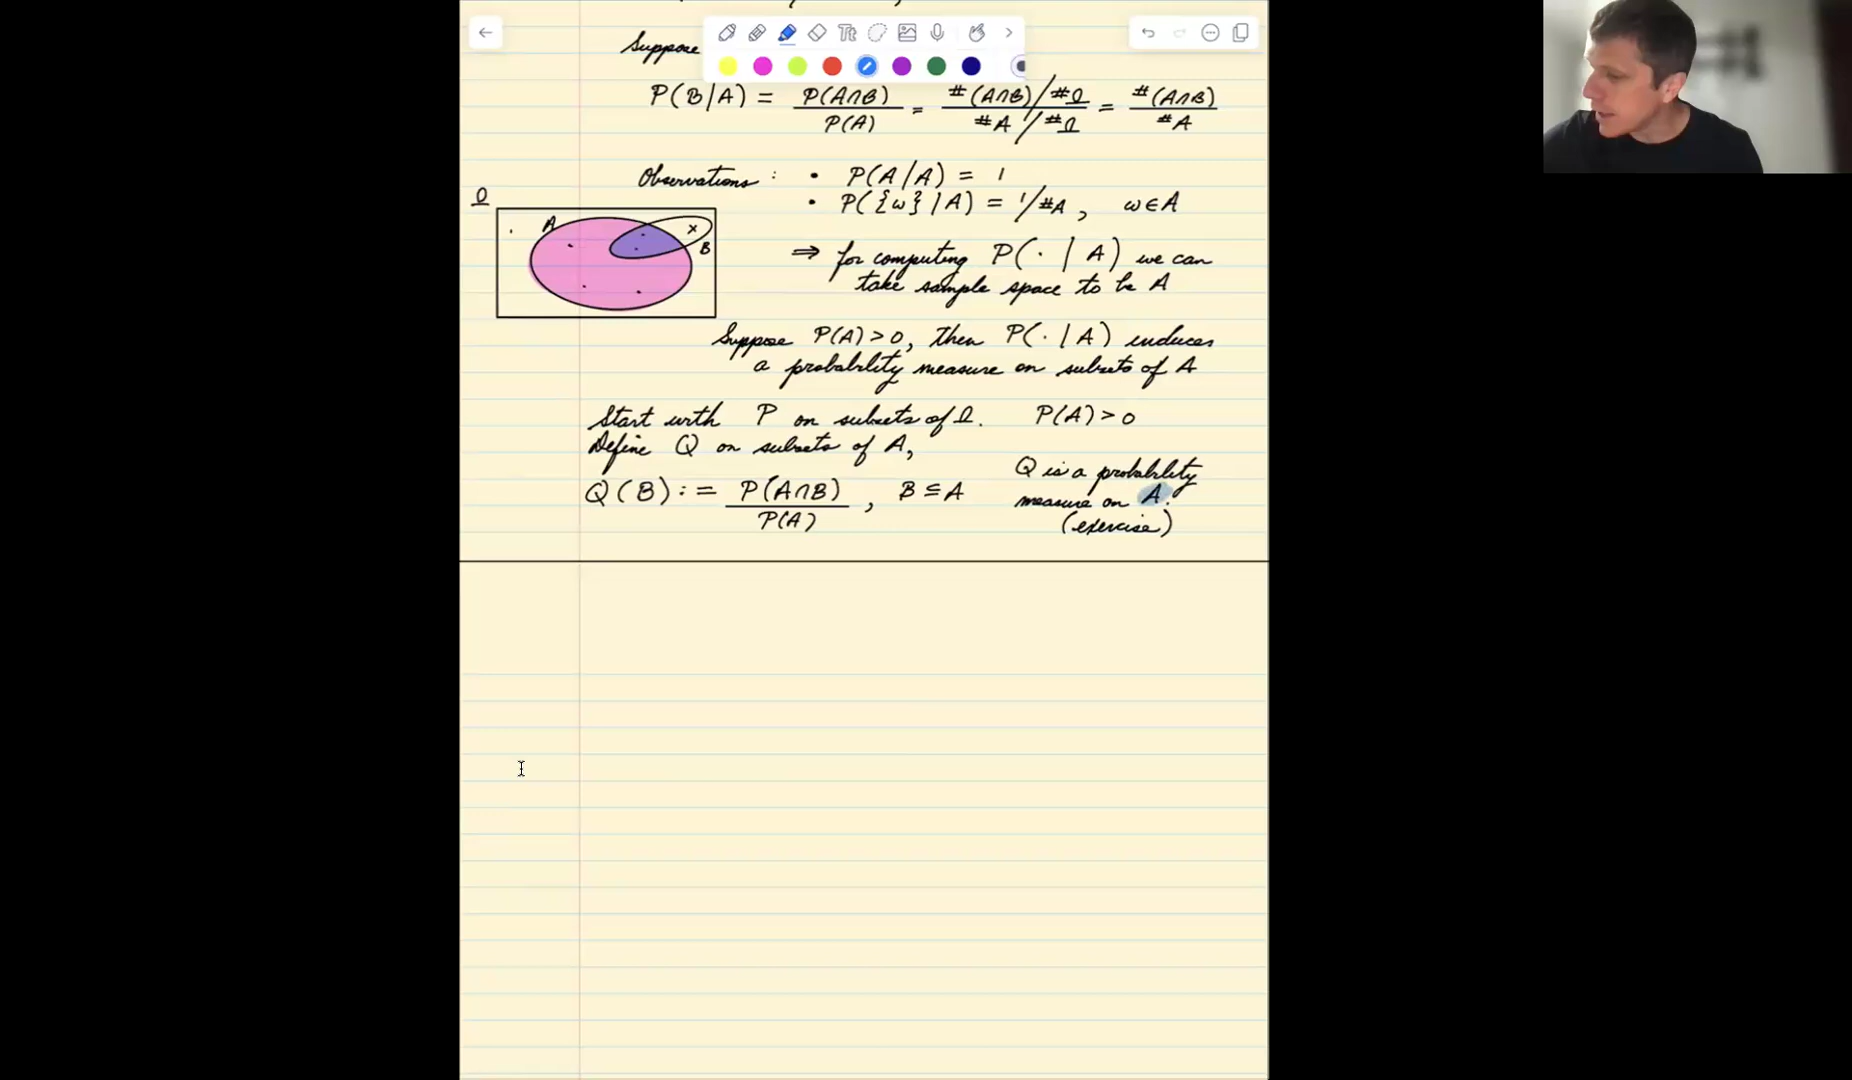 Suppose
P(B|A) = P(A∩B) / P(A) = #(A∩B)/#Ω / #A/#Ω = #(A∩B) / #A
Observations : • P(A|A) = 1
• P({ω}|A) = 1/#A , ω∈A
Ω
A
x
B
⇒ for computing P(·|A) we can
take sample space to be A
Suppose P(A)>0, then P(·|A) induces
a probability measure on subsets of A
Start with P on subsets of Ω. P(A)>0
Define Q on subsets of A,
Q(B) := P(A∩B) / P(A) , B⊆A
Q is a probability
measure on A.
(exercise)
Tt